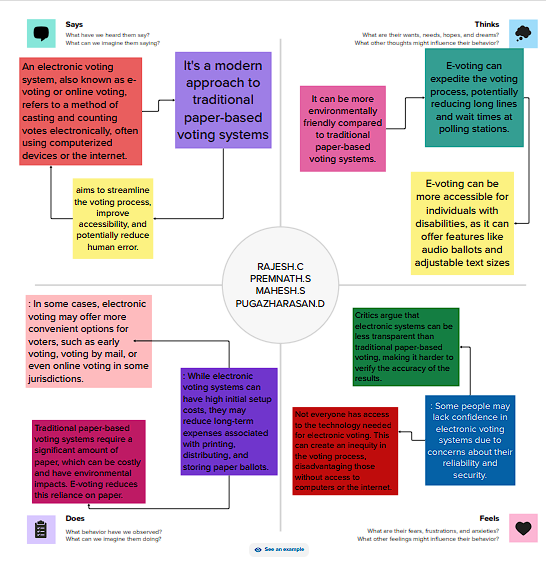 Says
What have we heard them say?
What can we imagine them saying?
An electronic voting
system, also known as e-
voting or online voting,
refers to a method of
casting and counting
votes electronically, often
using computerized
devices or the internet.
It's a modern
approach to
traditional
paper-based
voting systems
aims to streamline
the voting process,
improve
accessibility, and
potentially reduce
human error.
Thinks
What are their wants, needs, hopes, and dreams?
What other thoughts might influence their behavior?
It can be more
environmentally
friendly compared to
traditional paper-
based voting
systems.
E-voting can
expedite the voting
process, potentially
reducing long lines
and wait times at
polling stations.
E-voting can be
more accessible for
individuals with
disabilities, as it can
offer features like
audio ballots and
adjustable text sizes
RAJESH.C
PREMNATH.S
MAHESH.S
PUGAZHARASAN.D
: In some cases, electronic
voting may offer more
convenient options for
voters, such as early
voting, voting by mail, or
even online voting in some
jurisdictions.
: While electronic
voting systems can
have high initial setup
costs, they may
reduce long-term
expenses associated
with printing,
distributing, and
storing paper ballots.
Traditional paper-based
voting systems require a
significant amount of
paper, which can be costly
and have environmental
impacts. E-voting reduces
this reliance on paper.
Does
What behavior have we observed?
What can we imagine them doing?
Critics argue that
electronic systems can be
less transparent than
traditional paper-based
voting, making it harder to
verify the accuracy of the
results.
Not everyone has access
to the technology needed
for electronic voting. This
can create an inequity in
the voting process,
disadvantaging those
without access to
computers or the internet.
: Some people may
lack confidence in
electronic voting
systems due to
concerns about their
reliability and
security.
Feels
What are their fears, frustrations, and anxieties?
What other feelings might influence their behavior?
See an example